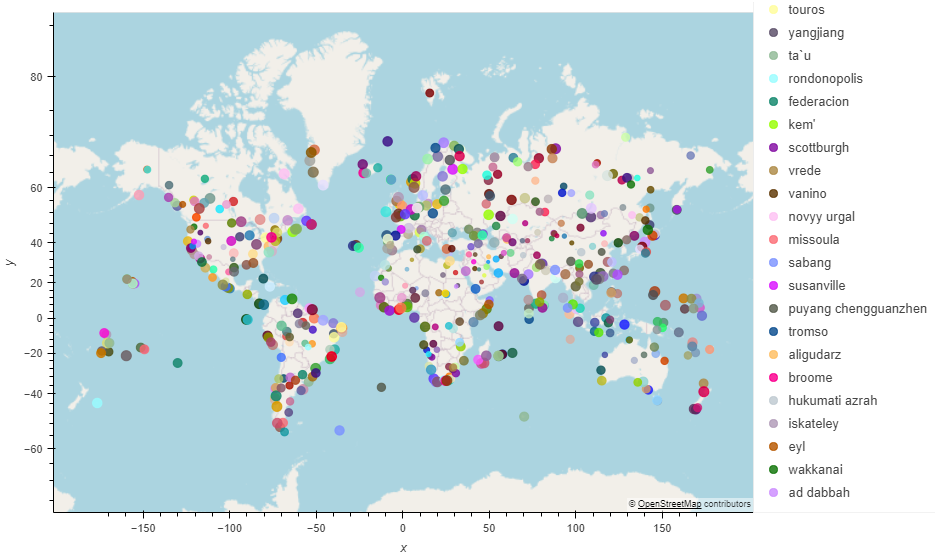 touros
yangjiang
ta`u
rondonopolis
federacion
kem'
scottburgh
vrede
vanino
novyy urgal
missoula
sabang
susanville
puyang chengguanzhen
tromso
aligudarz
broome
hukumati azrah
iskateley
eyl
wakkanai
ad dabbah
80
60
40
20
0
−20
−40
−60
y
© OpenStreetMap contributors
−150
−100
−50
0
50
100
150
x